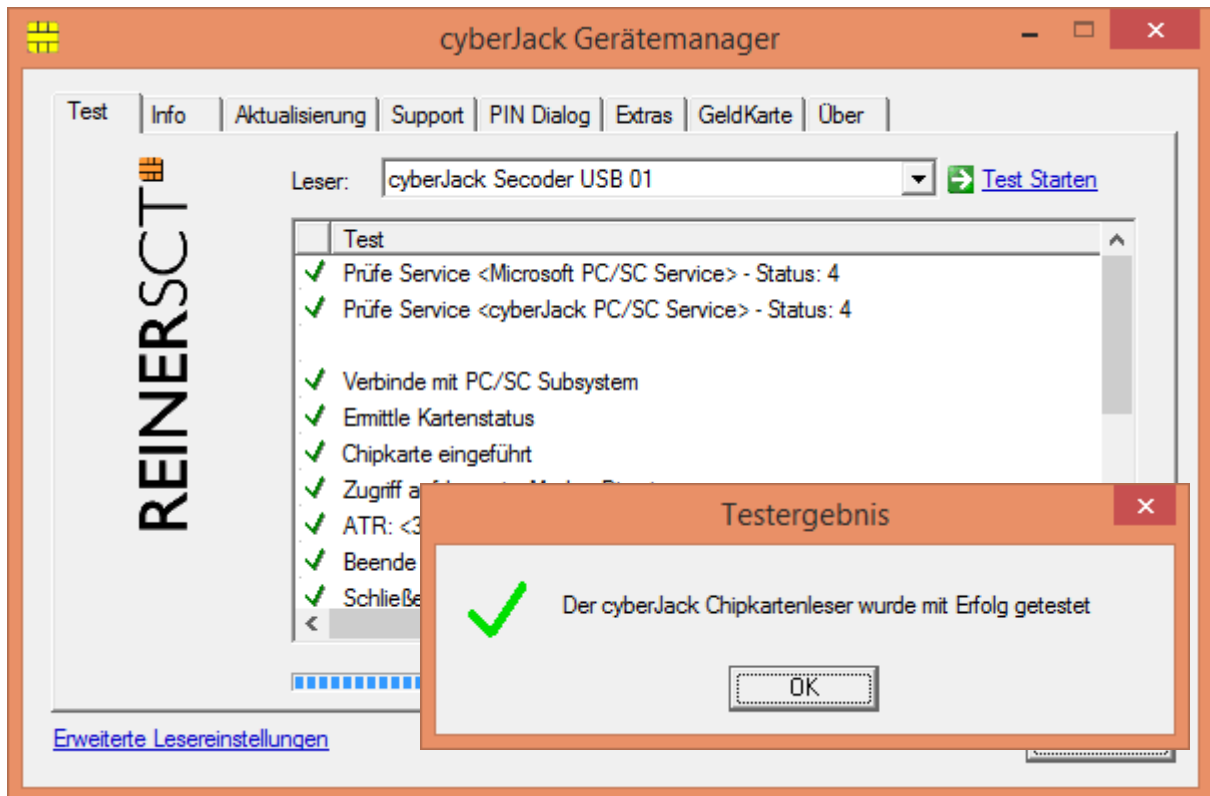 cyberJack Gerätemanager
Test Info Aktualisierung Support PIN Dialog Extras GeldKarte Über
REINERSCT
Leser: cyberJack Secoder USB 01 Test Starten
Test
Prüfe Service <Microsoft PC/SC Service> - Status: 4
Prüfe Service <cyberJack PC/SC Service> - Status: 4
Verbinde mit PC/SC Subsystem
Ermittle Kartenstatus
Chipkarte eingeführt
Zugriff
ATR: <3
Beende
Schließe
Testergebnis
Der cyberJack Chipkartenleser wurde mit Erfolg getestet
OK
Erweiterte Lesereinstellungen